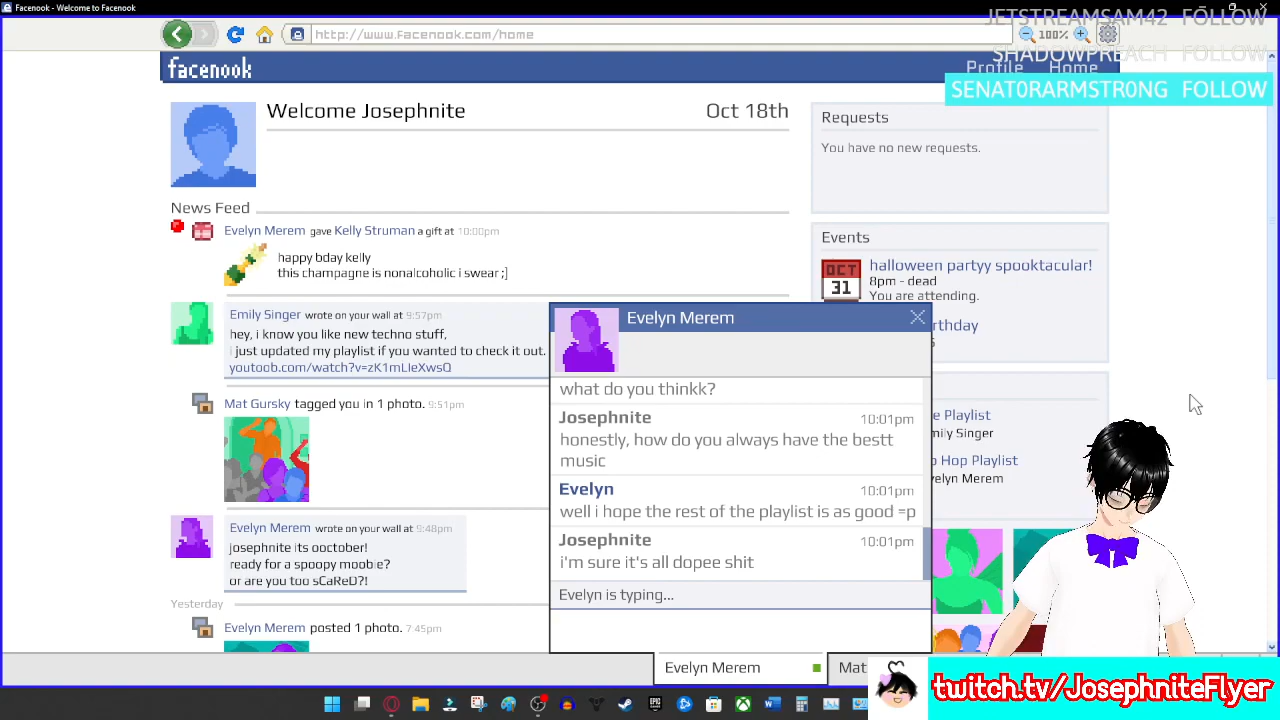 Facenook - Welcome to Facenook
JETSTREAMSAM42 FOLLOW
http://www.facenook.com/home
100%
SHADOWPREACH FOLLOW
facenook
Profile Home
SENAT0RARMSTR0NG FOLLOW
Welcome Josephnite
Oct 18th
Requests
You have no new requests.
News Feed
Evelyn Merem gave Kelly Struman a gift at 10:00pm
happy bday kelly
this champagne is nonalcoholic i swear ;]
Events
OCT
31
halloween partyy spooktacular!
8pm - dead
You are attending.
Emily Singer wrote on your wall at 9:57pm
hey, i know you like new techno stuff,
i just updated my playlist if you wanted to check it out.
youtoob.com/watch?v=zK1mLIeXwsQ
Mat Gursky tagged you in 1 photo. 9:51pm
Evelyn Merem wrote on your wall at 9:48pm
josephnite its ooctober!
ready for a spoopy moobie?
or are you too sCaReD?!
Yesterday
Evelyn Merem posted 1 photo. 7:45pm
Evelyn Merem
what do you thinkk?
Josephnite 10:01pm
honestly, how do you always have the bestt
music
Evelyn 10:01pm
well i hope the rest of the playlist is as good =p
Josephnite 10:01pm
i'm sure it's all dopee shit
Evelyn is typing...
Evelyn Merem
Mat
Playlist
Singer
Hop Playlist
Merem
EPIC
twitch.tv/JosephniteFlyer